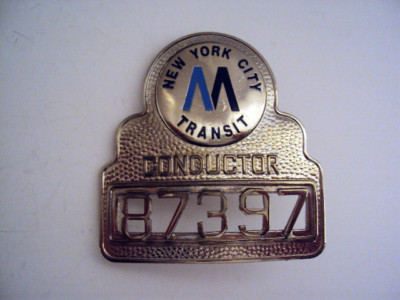 NEW YORK CITY
M
TRANSIT
CONDUCTOR
87397